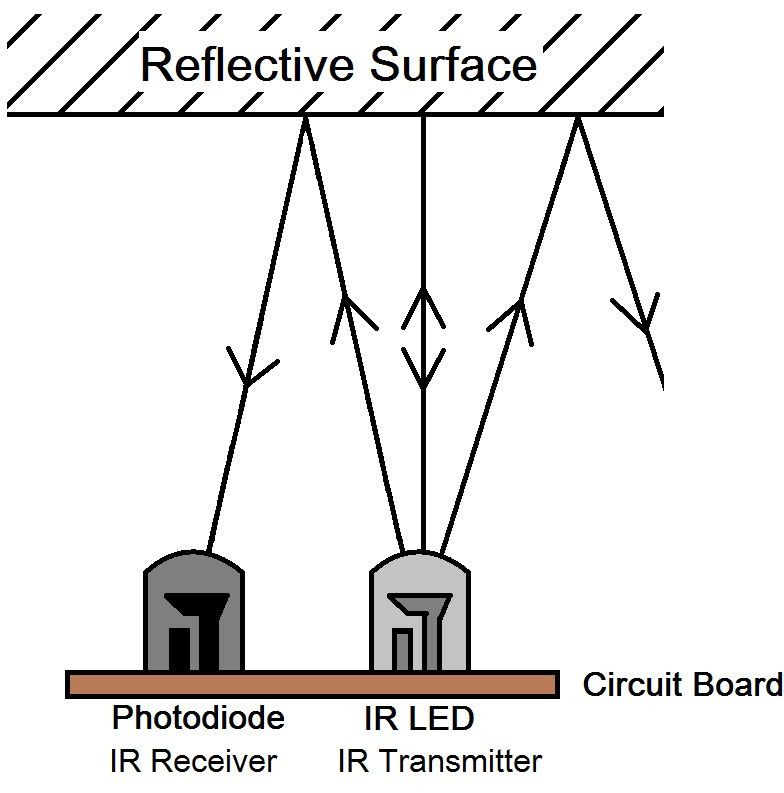 Reflective Surface
Circuit Board
Photodiode
IR Receiver
IR LED
IR Transmitter